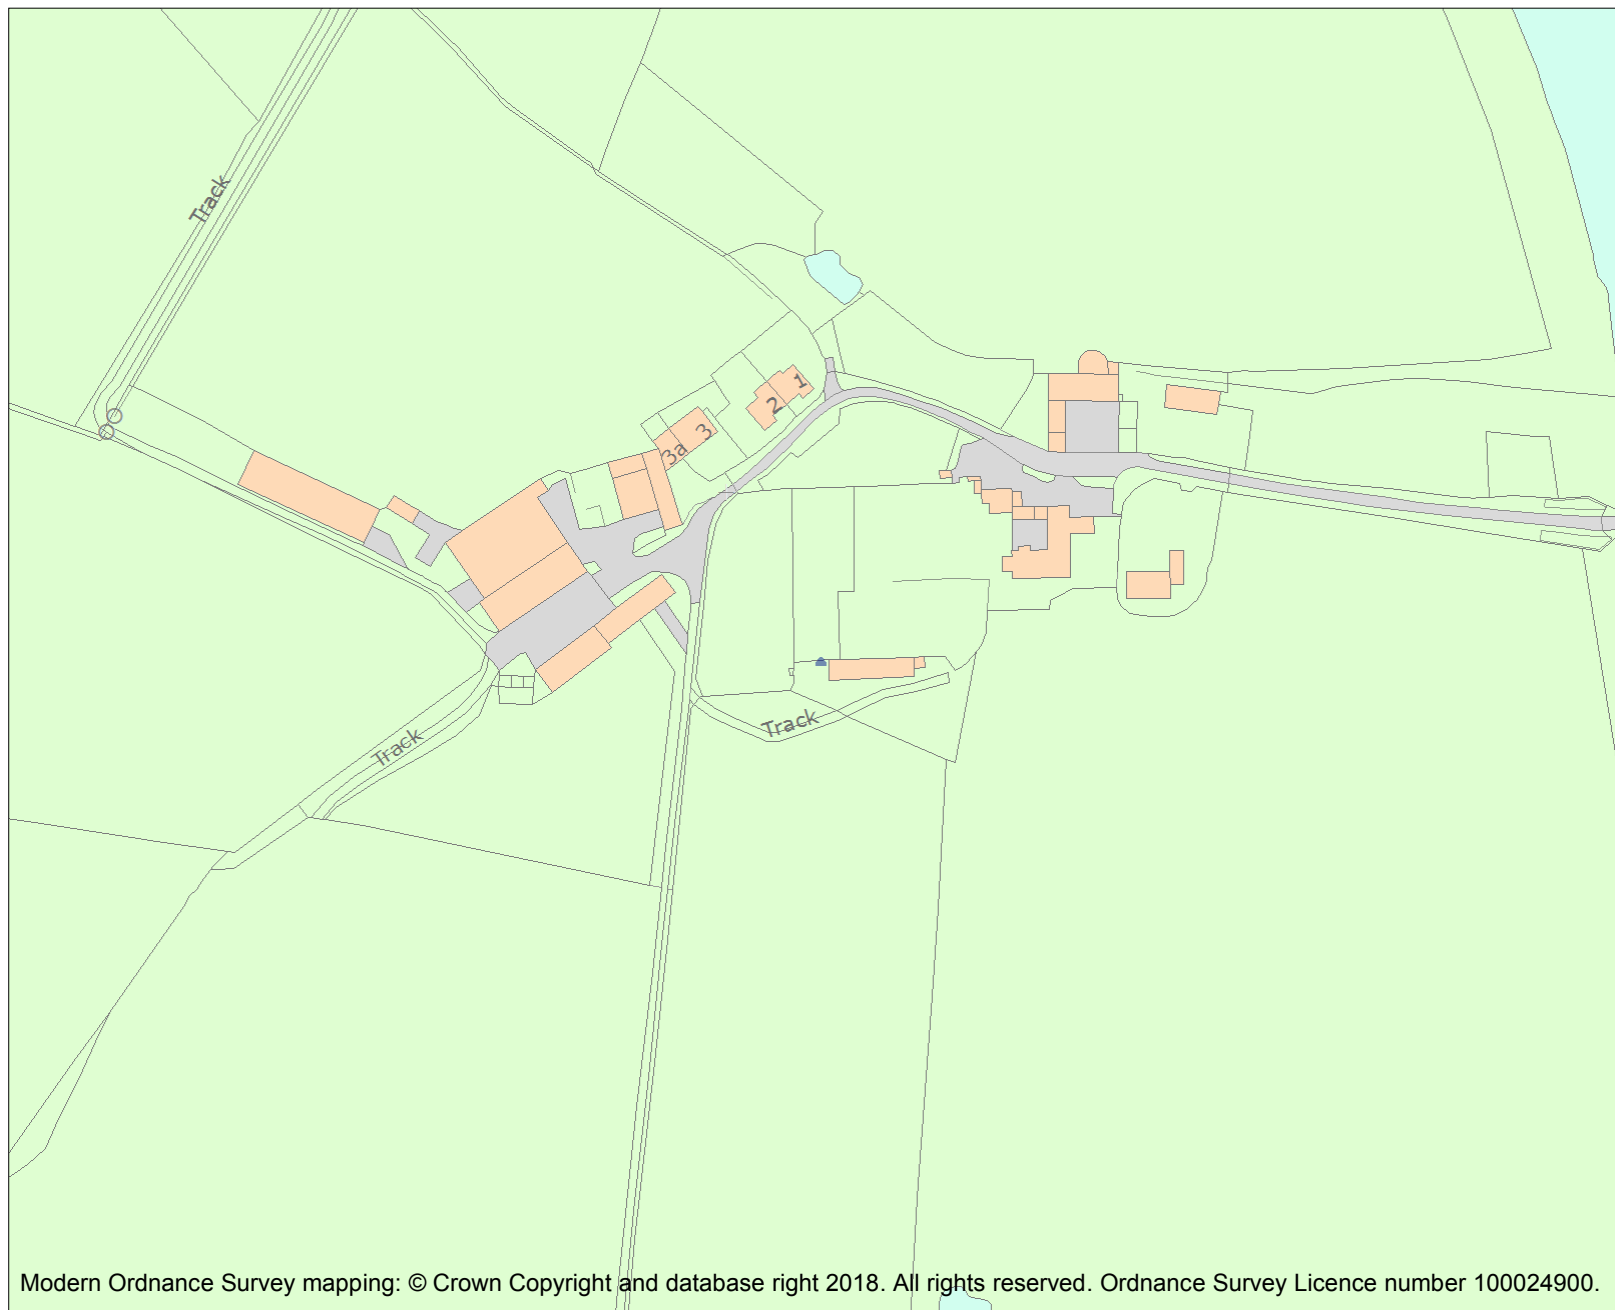 Track
1
2
3
3a
Track
Track
Modern Ordnance Survey mapping: © Crown Copyright and database right 2018. All rights reserved. Ordnance Survey Licence number 100024900.